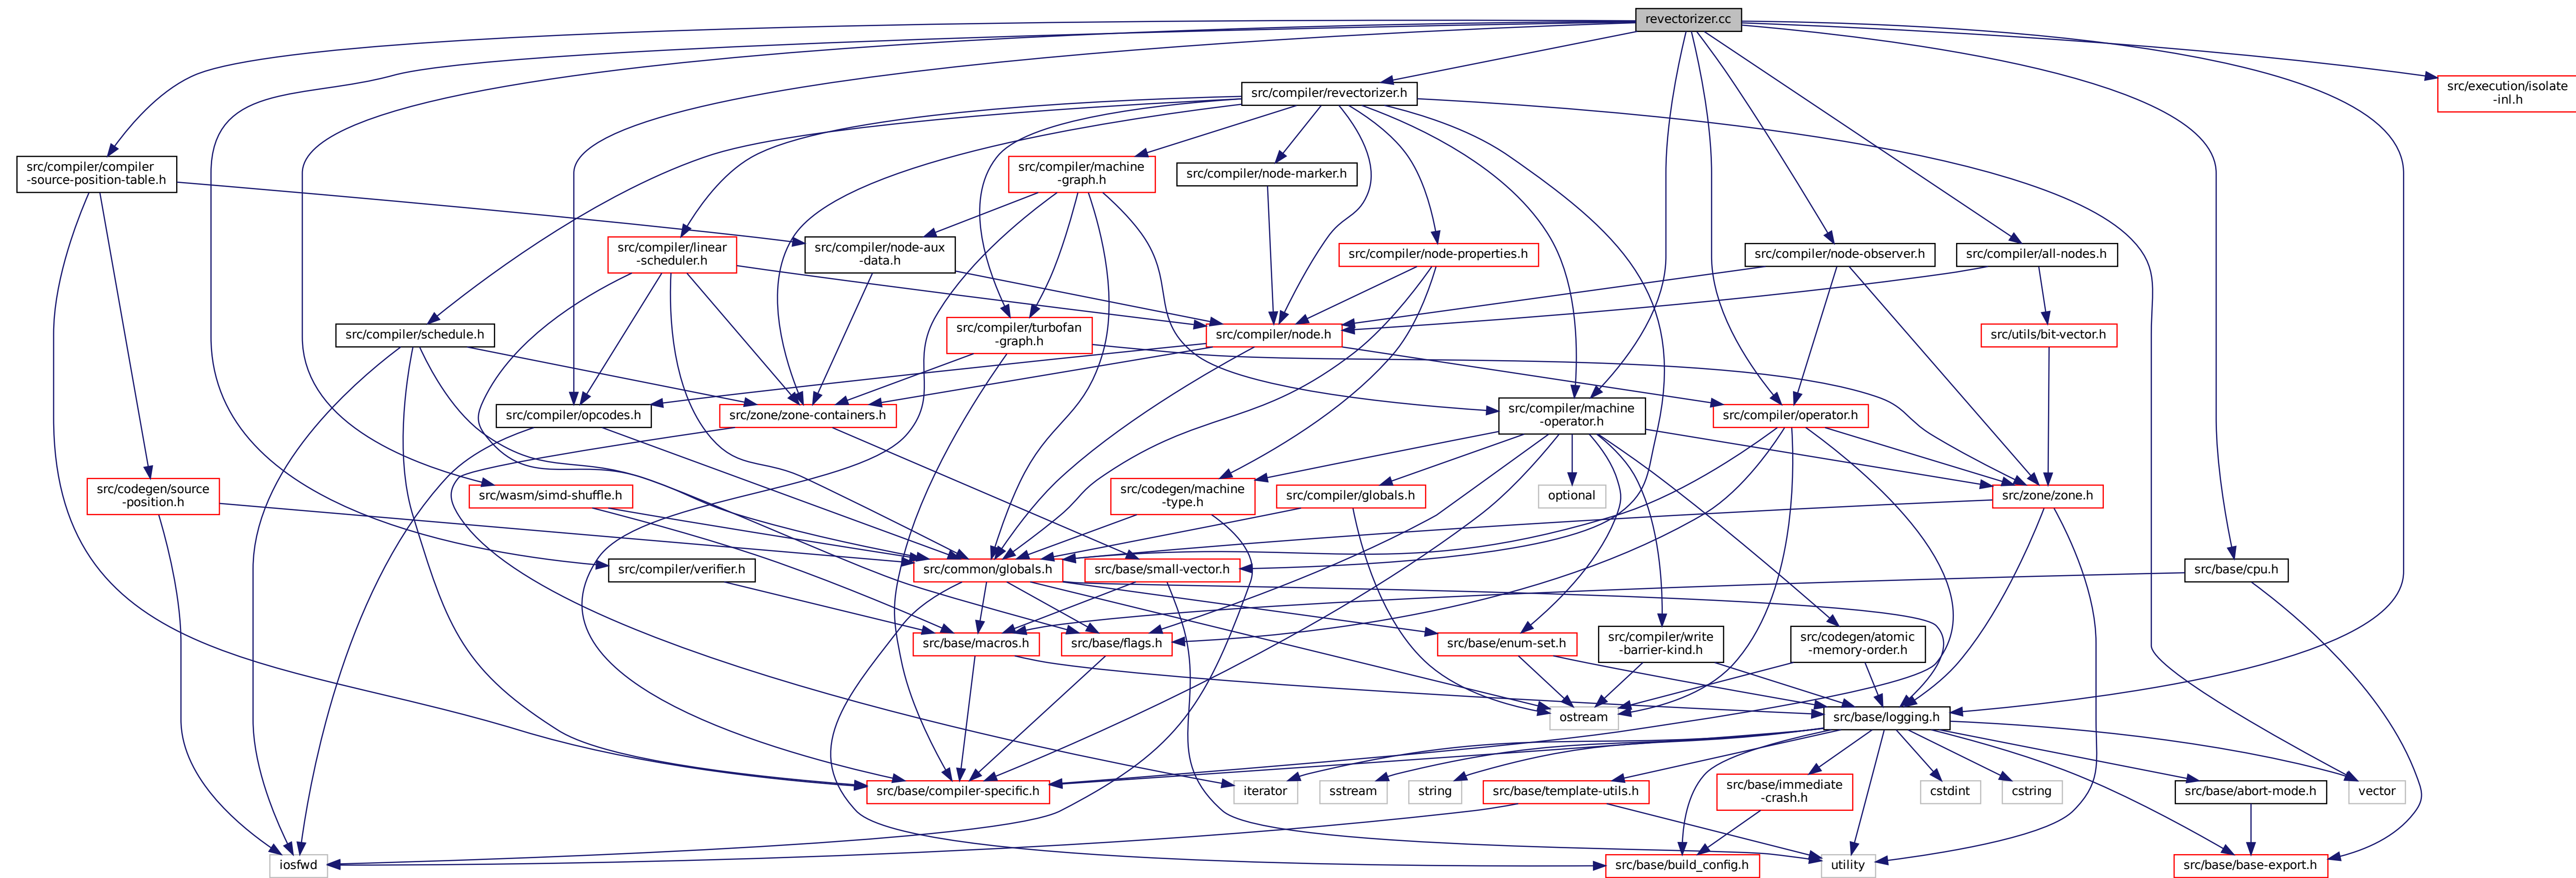 revectorizer.cc
src/compiler/revectorizer.h
src/execution/isolate
-inl.h
src/compiler/compiler
-source-position-table.h
src/compiler/machine
-graph.h
src/compiler/node-marker.h
src/compiler/linear
-scheduler.h
src/compiler/node-aux
-data.h
src/compiler/node-properties.h
src/compiler/node-observer.h
src/compiler/all-nodes.h
src/compiler/schedule.h
src/compiler/turbofan
-graph.h
src/compiler/node.h
src/utils/bit-vector.h
src/compiler/opcodes.h
src/zone/zone-containers.h
src/compiler/machine
-operator.h
src/compiler/operator.h
src/codegen/source
-position.h
src/wasm/simd-shuffle.h
src/codegen/machine
-type.h
src/compiler/globals.h
optional
src/zone/zone.h
src/compiler/verifier.h
src/common/globals.h
src/base/small-vector.h
src/base/cpu.h
src/base/macros.h
src/base/flags.h
src/base/enum-set.h
src/compiler/write
-barrier-kind.h
src/codegen/atomic
-memory-order.h
ostream
src/base/logging.h
src/base/compiler-specific.h
iterator
sstream
string
src/base/template-utils.h
src/base/immediate
-crash.h
cstdint
cstring
src/base/abort-mode.h
vector
iosfwd
src/base/build_config.h
utility
src/base/base-export.h